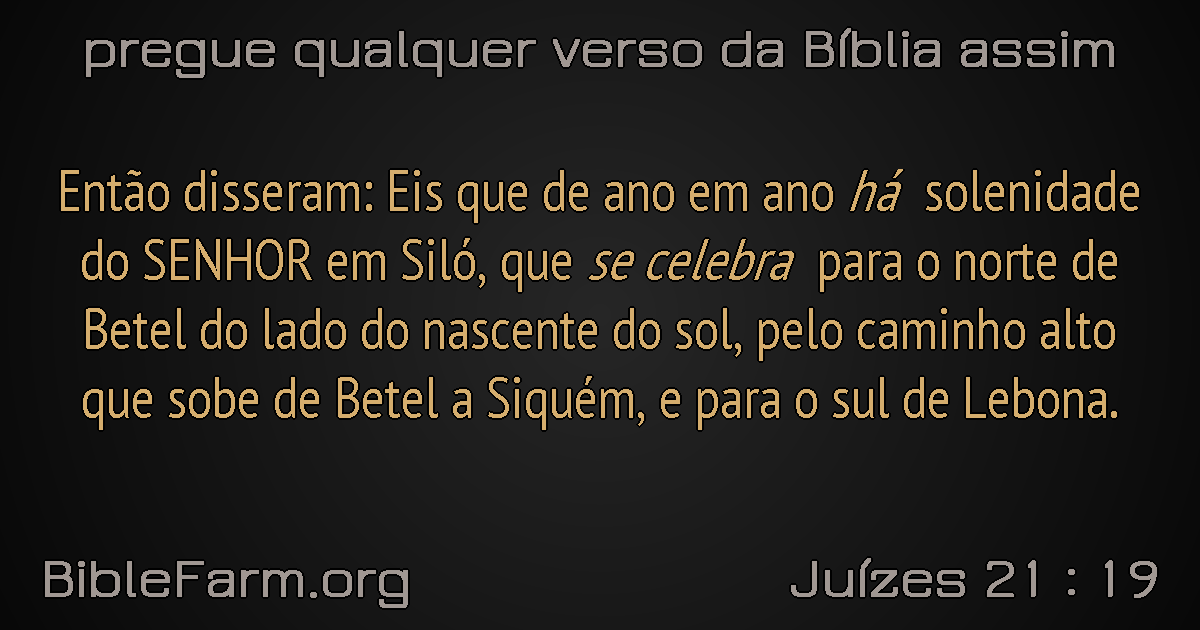 pregue qualquer verso da Bíblia assim
Então disseram: Eis que de ano em ano há solenidade
do SENHOR em Siló, que se celebra para o norte de
Betel do lado do nascente do sol, pelo caminho alto
que sobe de Betel a Siquém, e para o sul de Lebona.
BibleFarm.org
Juízes 21 : 19